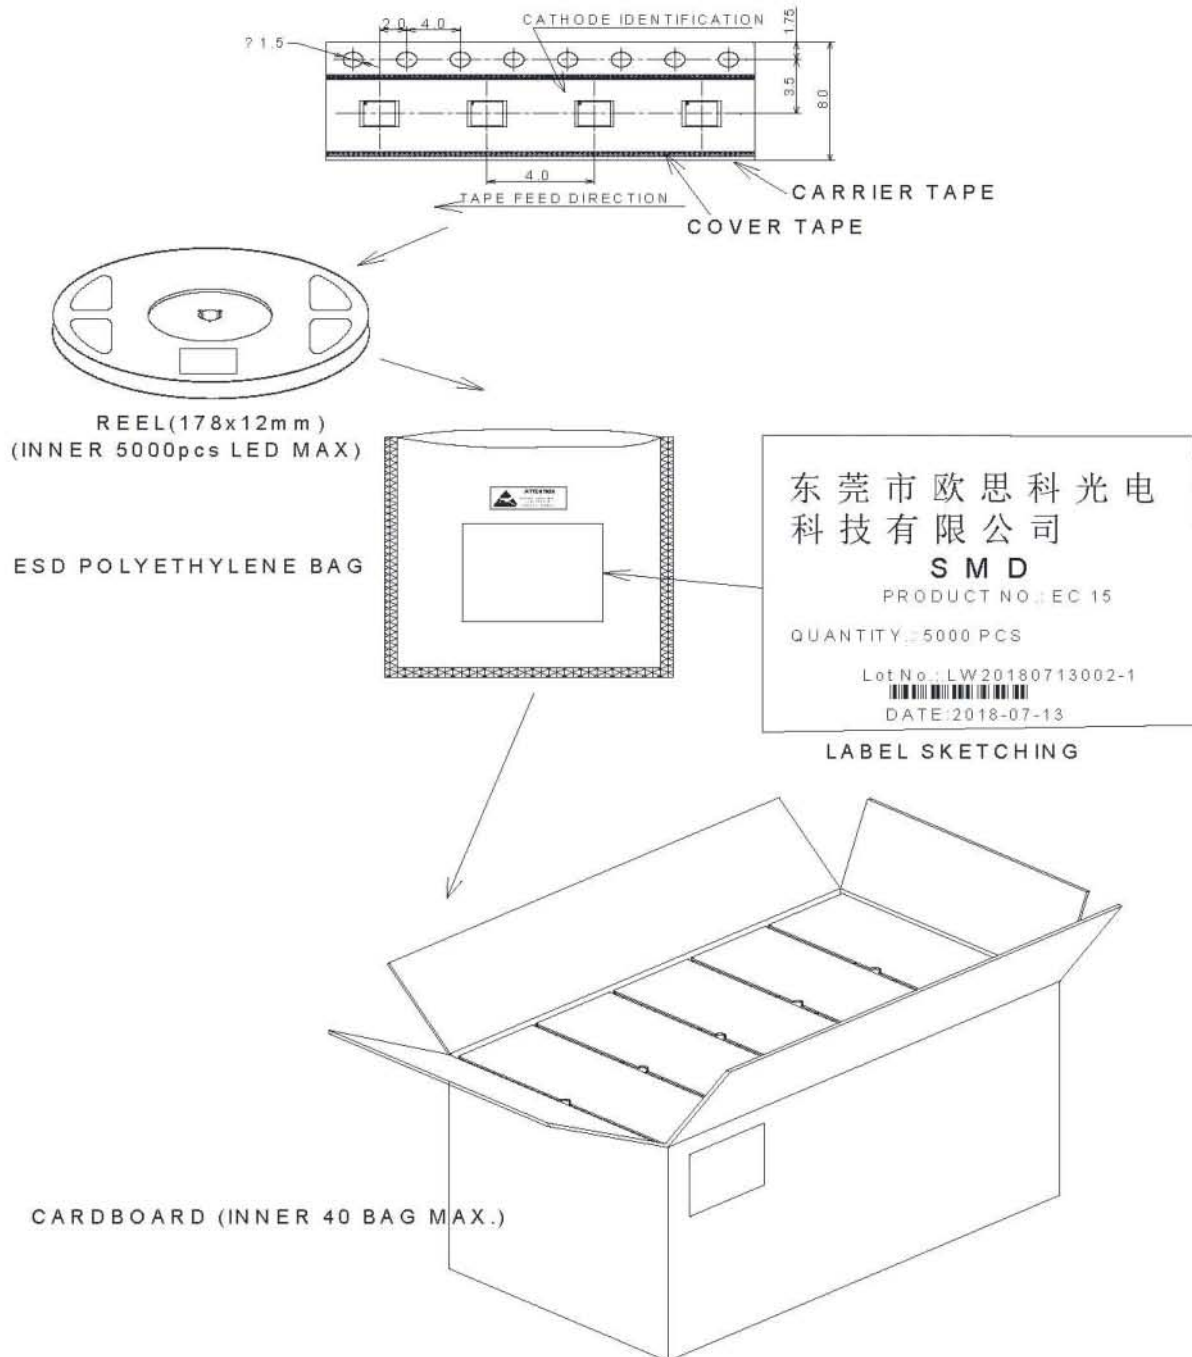 CATHODE IDENTIFICATION
2.0
4.0
? 1.5
1.75
3.5
8.0
4.0
TAPE FEED DIRECTION
CARRIER TAPE
COVER TAPE
REEL(178x12mm)
(INNER 5000pcs LED MAX)
ATTENTION
ESD POLYETHYLENE BAG
东莞市欧思科光电
科技有限公司
SMD
PRODUCT NO.: EC 15
QUANTITY.: 5000 PCS
Lot No.: LW20180713002-1
DATE:2018-07-13
LABEL SKETCHING
CARDBOARD (INNER 40 BAG MAX.)